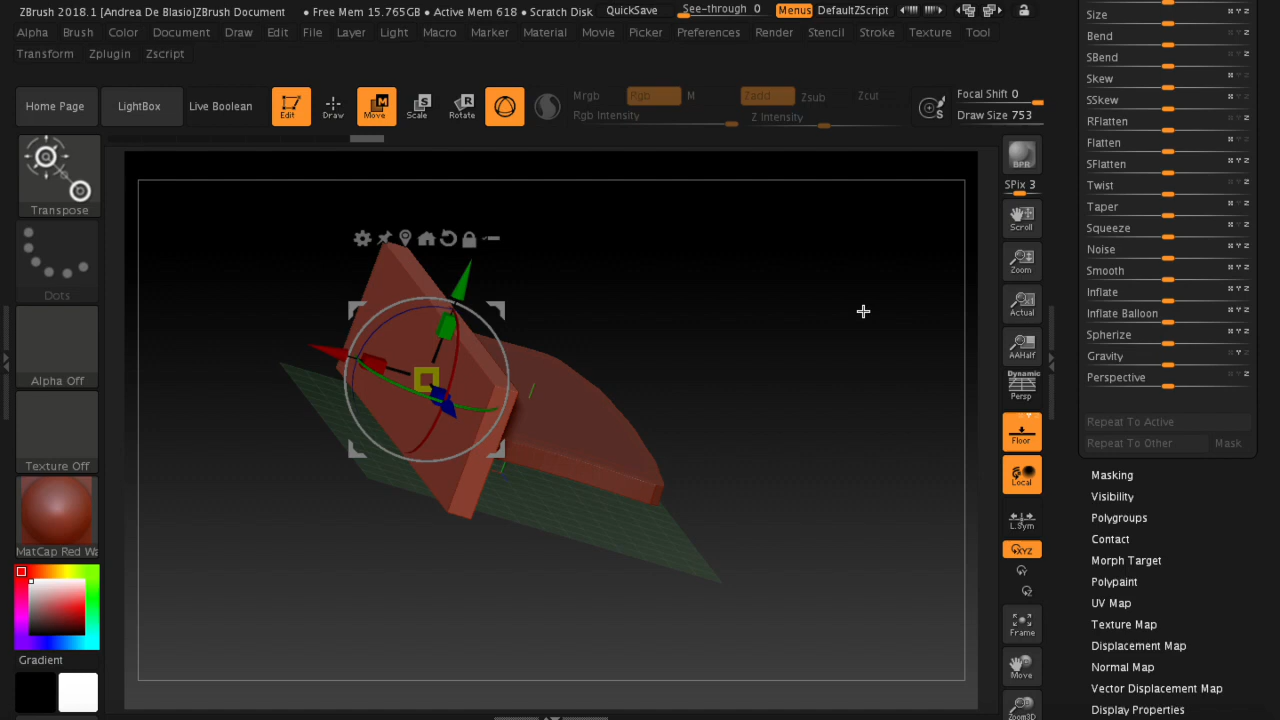 ZBrush 2018.1 [Andrea De Blasio]ZBrush Document • Free Mem 15.765GB • Active Mem 618 • Scratch Disk QuickSave See-through 0 Menus DefaultZScript
Alpha Brush Color Document Draw Edit File Layer Light Macro Marker Material Movie Picker Preferences Render Stencil Stroke Texture Tool
Transform Zplugin Zscript
Home Page LightBox Live Boolean Edit Draw Move Scale Rotate
Mrgb Rgb M Zadd Zsub Zcut
Rgb Intensity Z Intensity
Focal Shift 0
Draw Size 753
Transpose
Dots
Alpha Off
Texture Off
MatCap Red Wa
Gradient
BPR
SPix 3
Scroll
Zoom
Actual
AAHalf
Dynamic
Persp
Floor
Local
L.Sym
XYZ
Y
Z
Frame
Move
Zoom3D
Size
Bend
SBend
Skew
SSkew
RFlatten
Flatten
SFlatten
Twist
Taper
Squeeze
Noise
Smooth
Inflate
Inflate Balloon
Spherize
Gravity
Perspective
Repeat To Active
Repeat To Other Mask
Masking
Visibility
Polygroups
Contact
Morph Target
Polypaint
UV Map
Texture Map
Displacement Map
Normal Map
Vector Displacement Map
Display Properties